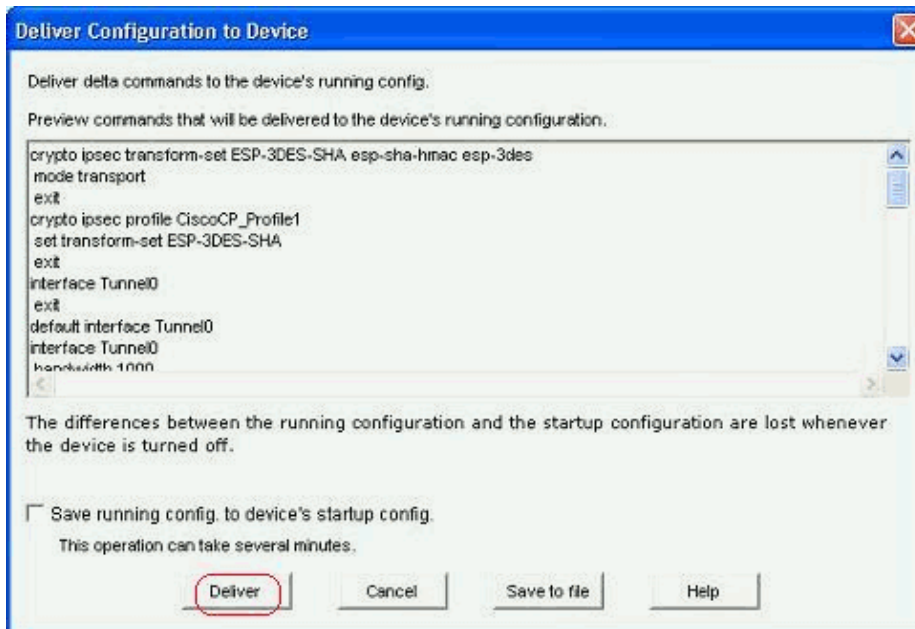 Deliver Configuration to Device
Deliver delta commands to the device's running config.
Preview commands that will be delivered to the device's running configuration.
crypto ipsec transform-set ESP-3DES-SHA esp-sha-hmac esp-3des
mode transport
exit
crypto ipsec profile CiscoCP_Profile1
set transform-set ESP-3DES-SHA
exit
interface Tunnel0
exit
default interface Tunnel0
interface Tunnel0
bandwidth 1000
The differences between the running configuration and the startup configuration are lost whenever
the device is turned off.
Save running config. to device's startup config.
This operation can take several minutes.
Deliver
Cancel
Save to file
Help